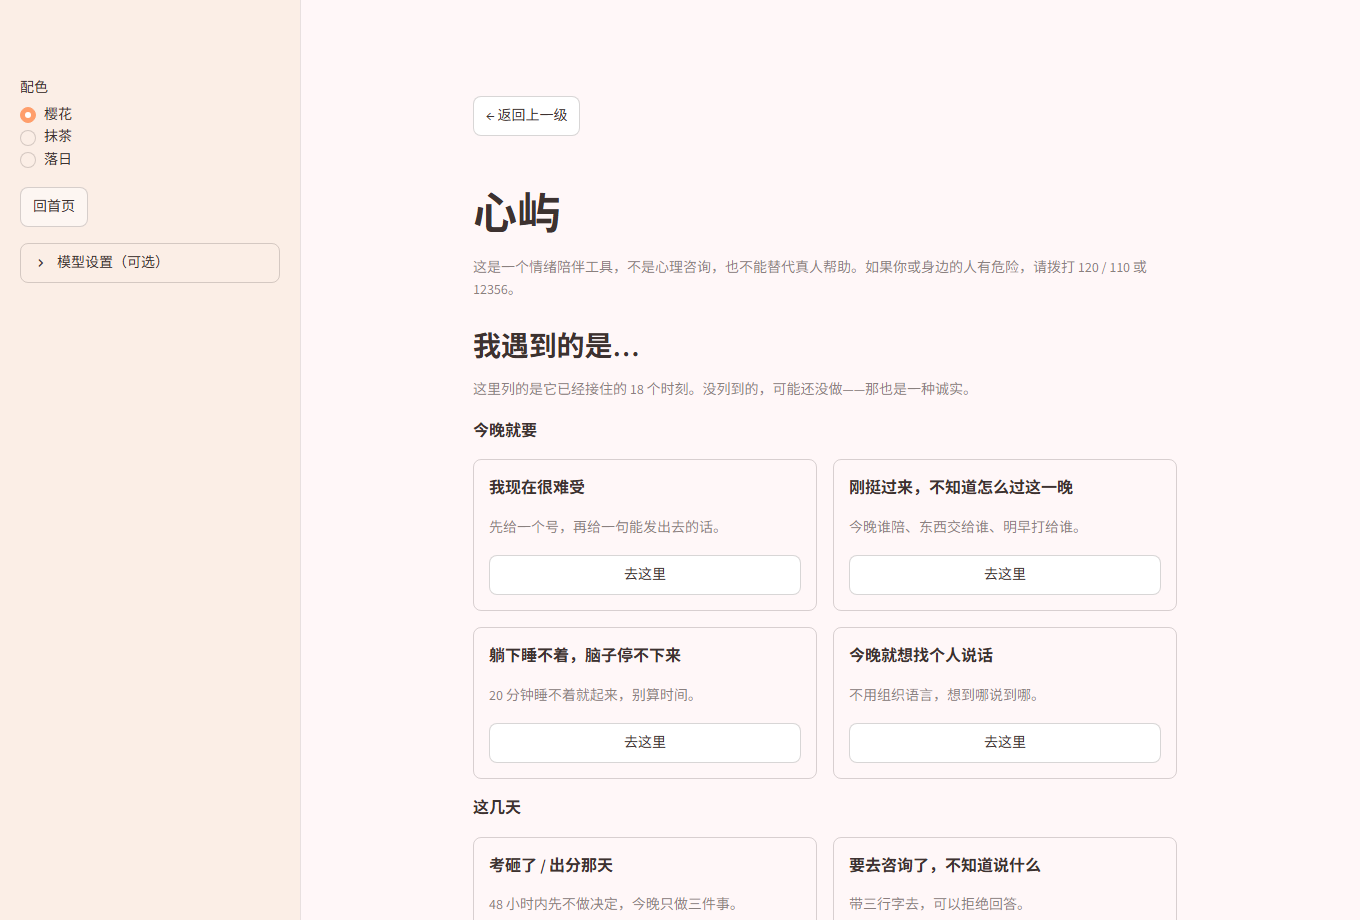 配色
樱花
抹茶
落日
回首页
模型设置（可选）
← 返回上一级
心屿
这是一个情绪陪伴工具，不是心理咨询，也不能替代真人帮助。如果你或身边的人有危险，请拨打 120 / 110 或
12356。
我遇到的是…
这里列的是它已经接住的 18 个时刻。没列到的，可能还没做——那也是一种诚实。
今晚就要
我现在很难受
先给一个号，再给一句能发出去的话。
去这里
刚挺过来，不知道怎么过这一晚
今晚谁陪、东西交给谁、明早打给谁。
去这里
躺下睡不着，脑子停不下来
20 分钟睡不着就起来，别算时间。
去这里
今晚就想找个人说话
不用组织语言，想到哪说到哪。
去这里
这几天
考砸了 / 出分那天
48 小时内先不做决定，今晚只做三件事。
要去咨询了，不知道说什么
带三行字去，可以拒绝回答。